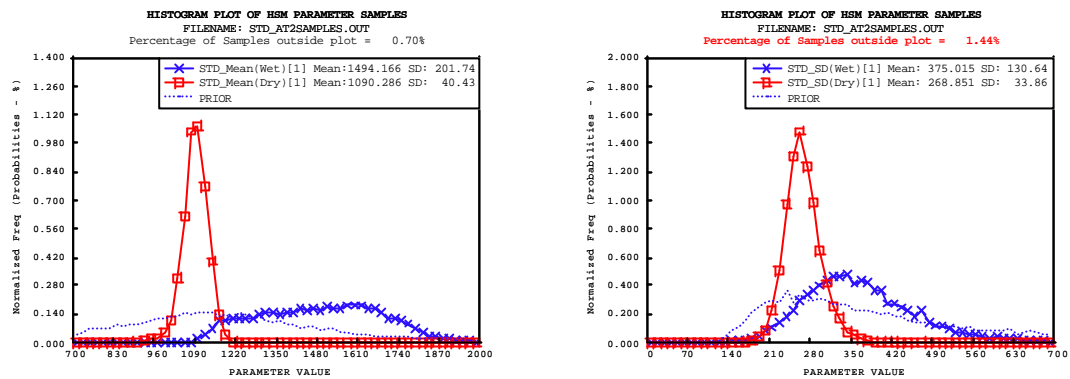 HISTOGRAM PLOT OF HSM PARAMETER SAMPLES
FILENAME: STD_AT2SAMPLES.OUT
Percentage of Samples outside plot = 0.70%
STD_Mean(Wet)[1] Mean:1494.166 SD: 201.74
STD_Mean(Dry)[1] Mean:1090.286 SD: 40.43
PRIOR
Normalized Freq (Probabilities - %)
1.400
1.260
1.120
0.980
0.840
0.700
0.560
0.420
0.280
0.140
0.000
700 830 960 1090 1220 1350 1480 1610 1740 1870 2000
PARAMETER VALUE
HISTOGRAM PLOT OF HSM PARAMETER SAMPLES
FILENAME: STD_AT2SAMPLES.OUT
Percentage of Samples outside plot = 1.44%
STD_SD(Wet)[1] Mean: 375.015 SD: 130.64
STD_SD(Dry)[1] Mean: 268.851 SD: 33.86
PRIOR
Normalized Freq (Probabilities - %)
2.000
1.800
1.600
1.400
1.200
1.000
0.800
0.600
0.400
0.200
0.000
0 70 140 210 280 350 420 490 560 630 700
PARAMETER VALUE